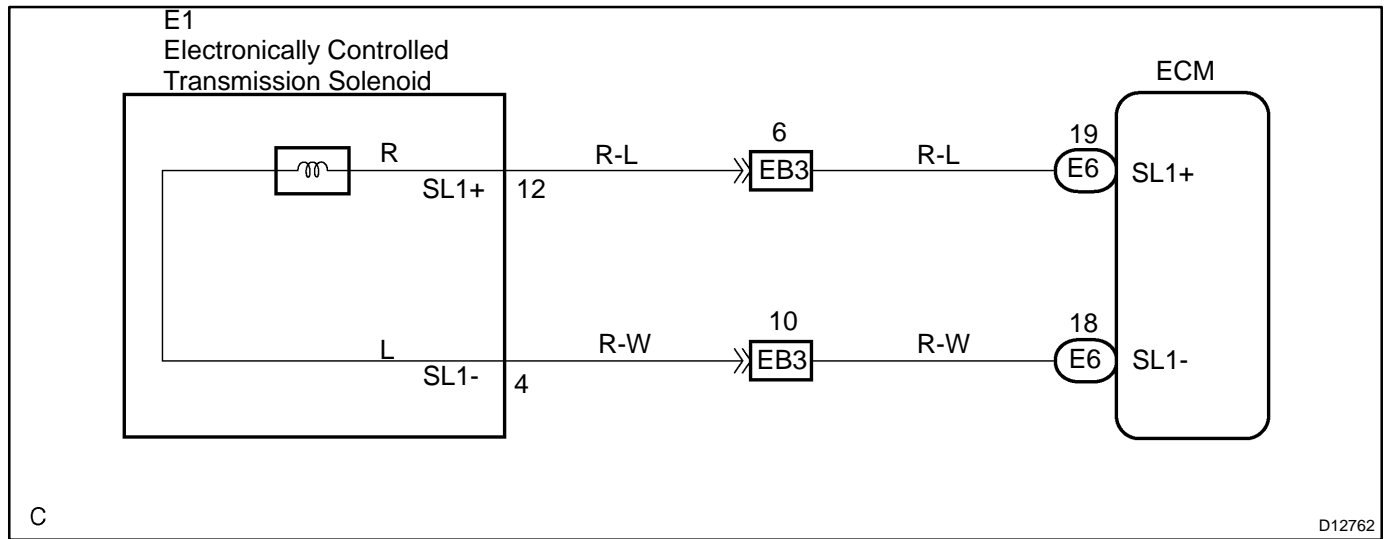 E1
Electronically Controlled
Transmission Solenoid
ECM
R
SL1+
12
R-L
6
EB3
R-L
19
E6
SL1+
L
SL1-
4
R-W
10
EB3
R-W
18
E6
SL1-
C
D12762